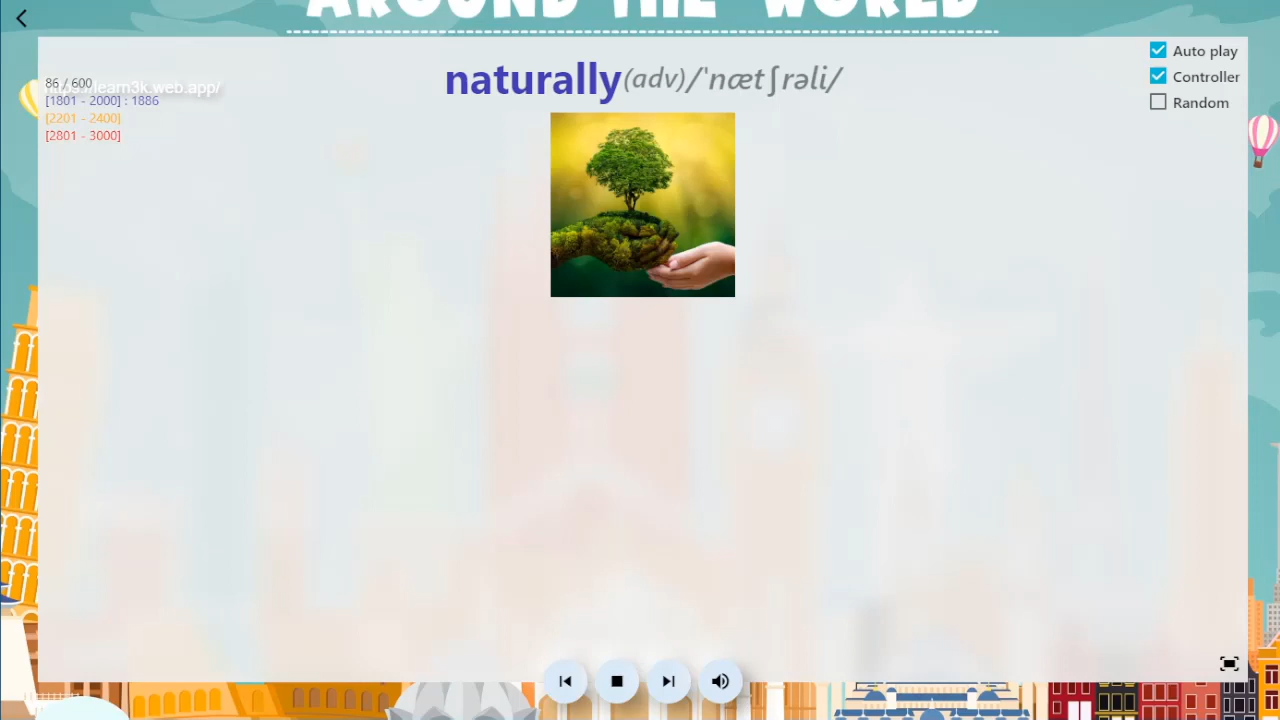 AROUND THE WORLD
naturally(adv)/ˈnætʃrəli/
86 / 600
https://learn3k.web.app/
[1801 - 2000] : 1886
[2201 - 2400]
[2801 - 3000]
Auto play
Controller
Random